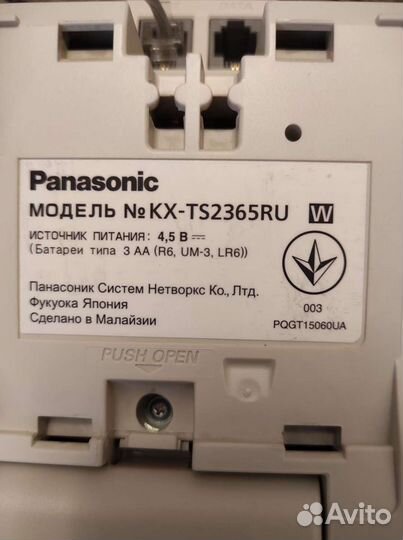 DATA
Panasonic
МОДЕЛЬ № KX-TS2365RU W
ИСТОЧНИК ПИТАНИЯ: 4,5 В
(Батареи типа 3 AA (R6, UM-3, LR6))
Панасоник Систем Нетворкс Ко., Лтд.
Фукуока Япония
Сделано в Малайзии
003
PQGT15060UA
PUSH OPEN
Avito